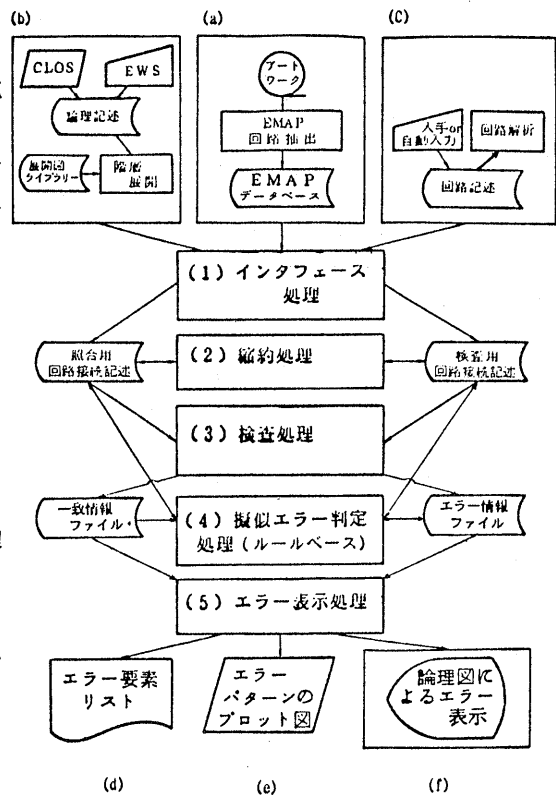 (b)
(a)
(C)
CLOS
EWS
論理記述
展開図
ライブラリー
階層
展開
アート
ワーク
EMAP
回路抽出
EMAP
データベース
人手or
自動入力
回路解析
回路記述
(1)インタフェース
処理
照合用
回路接続記述
(2)縮約処理
検査用
回路接続記述
(3)検査処理
一致情報
ファイル
(4)擬似エラー判定
処理(ルールベース)
エラー情報
ファイル
(5)エラー表示処理
エラー要素
リスト
エラー
パターンの
プロット図
論理図に
よるエラー
表示
(d)
(e)
(f)